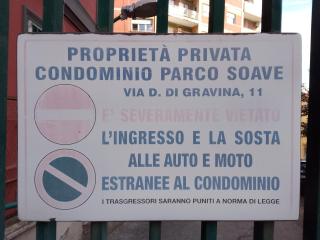 PROPRIETÀ PRIVATA
CONDOMINIO PARCO SOAVE
VIA D. DI GRAVINA, 11
E' SEVERAMENTE VIETATO
L'INGRESSO E LA SOSTA
ALLE AUTO E MOTO
ESTRANEE AL CONDOMINIO
I TRASGRESSORI SARANNO PUNITI A NORMA DI LEGGE